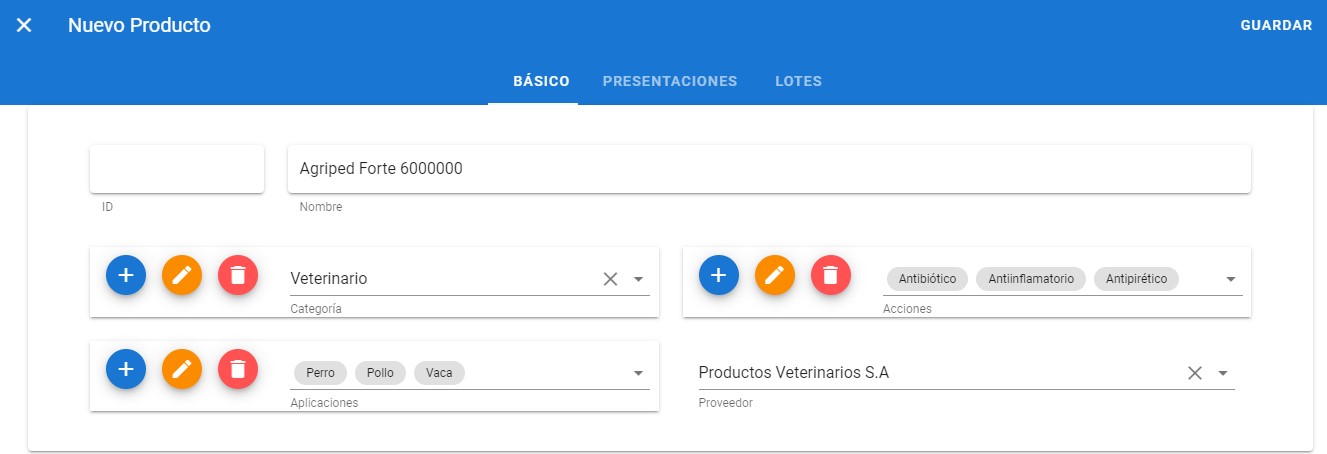 Nuevo Producto
GUARDAR
BÁSICO PRESENTACIONES LOTES
Agriped Forte 6000000
ID Nombre
Veterinario
Antibiótico Antiinflamatorio Antipirético
Categoría
Acciones
Perro Pollo Vaca
Productos Veterinarios S.A
Aplicaciones
Proveedor